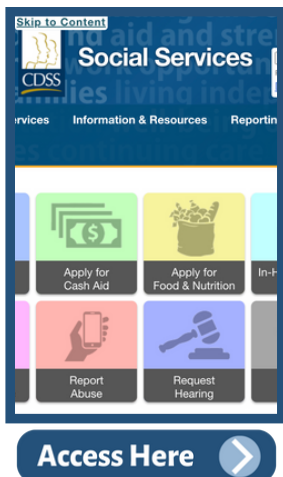 Skip to Content
CDSS
Social Services
ervices Information & Resources Reportin
Apply for
Cash Aid
Apply for
Food & Nutrition
In-H
Report
Abuse
Request
Hearing
Access Here